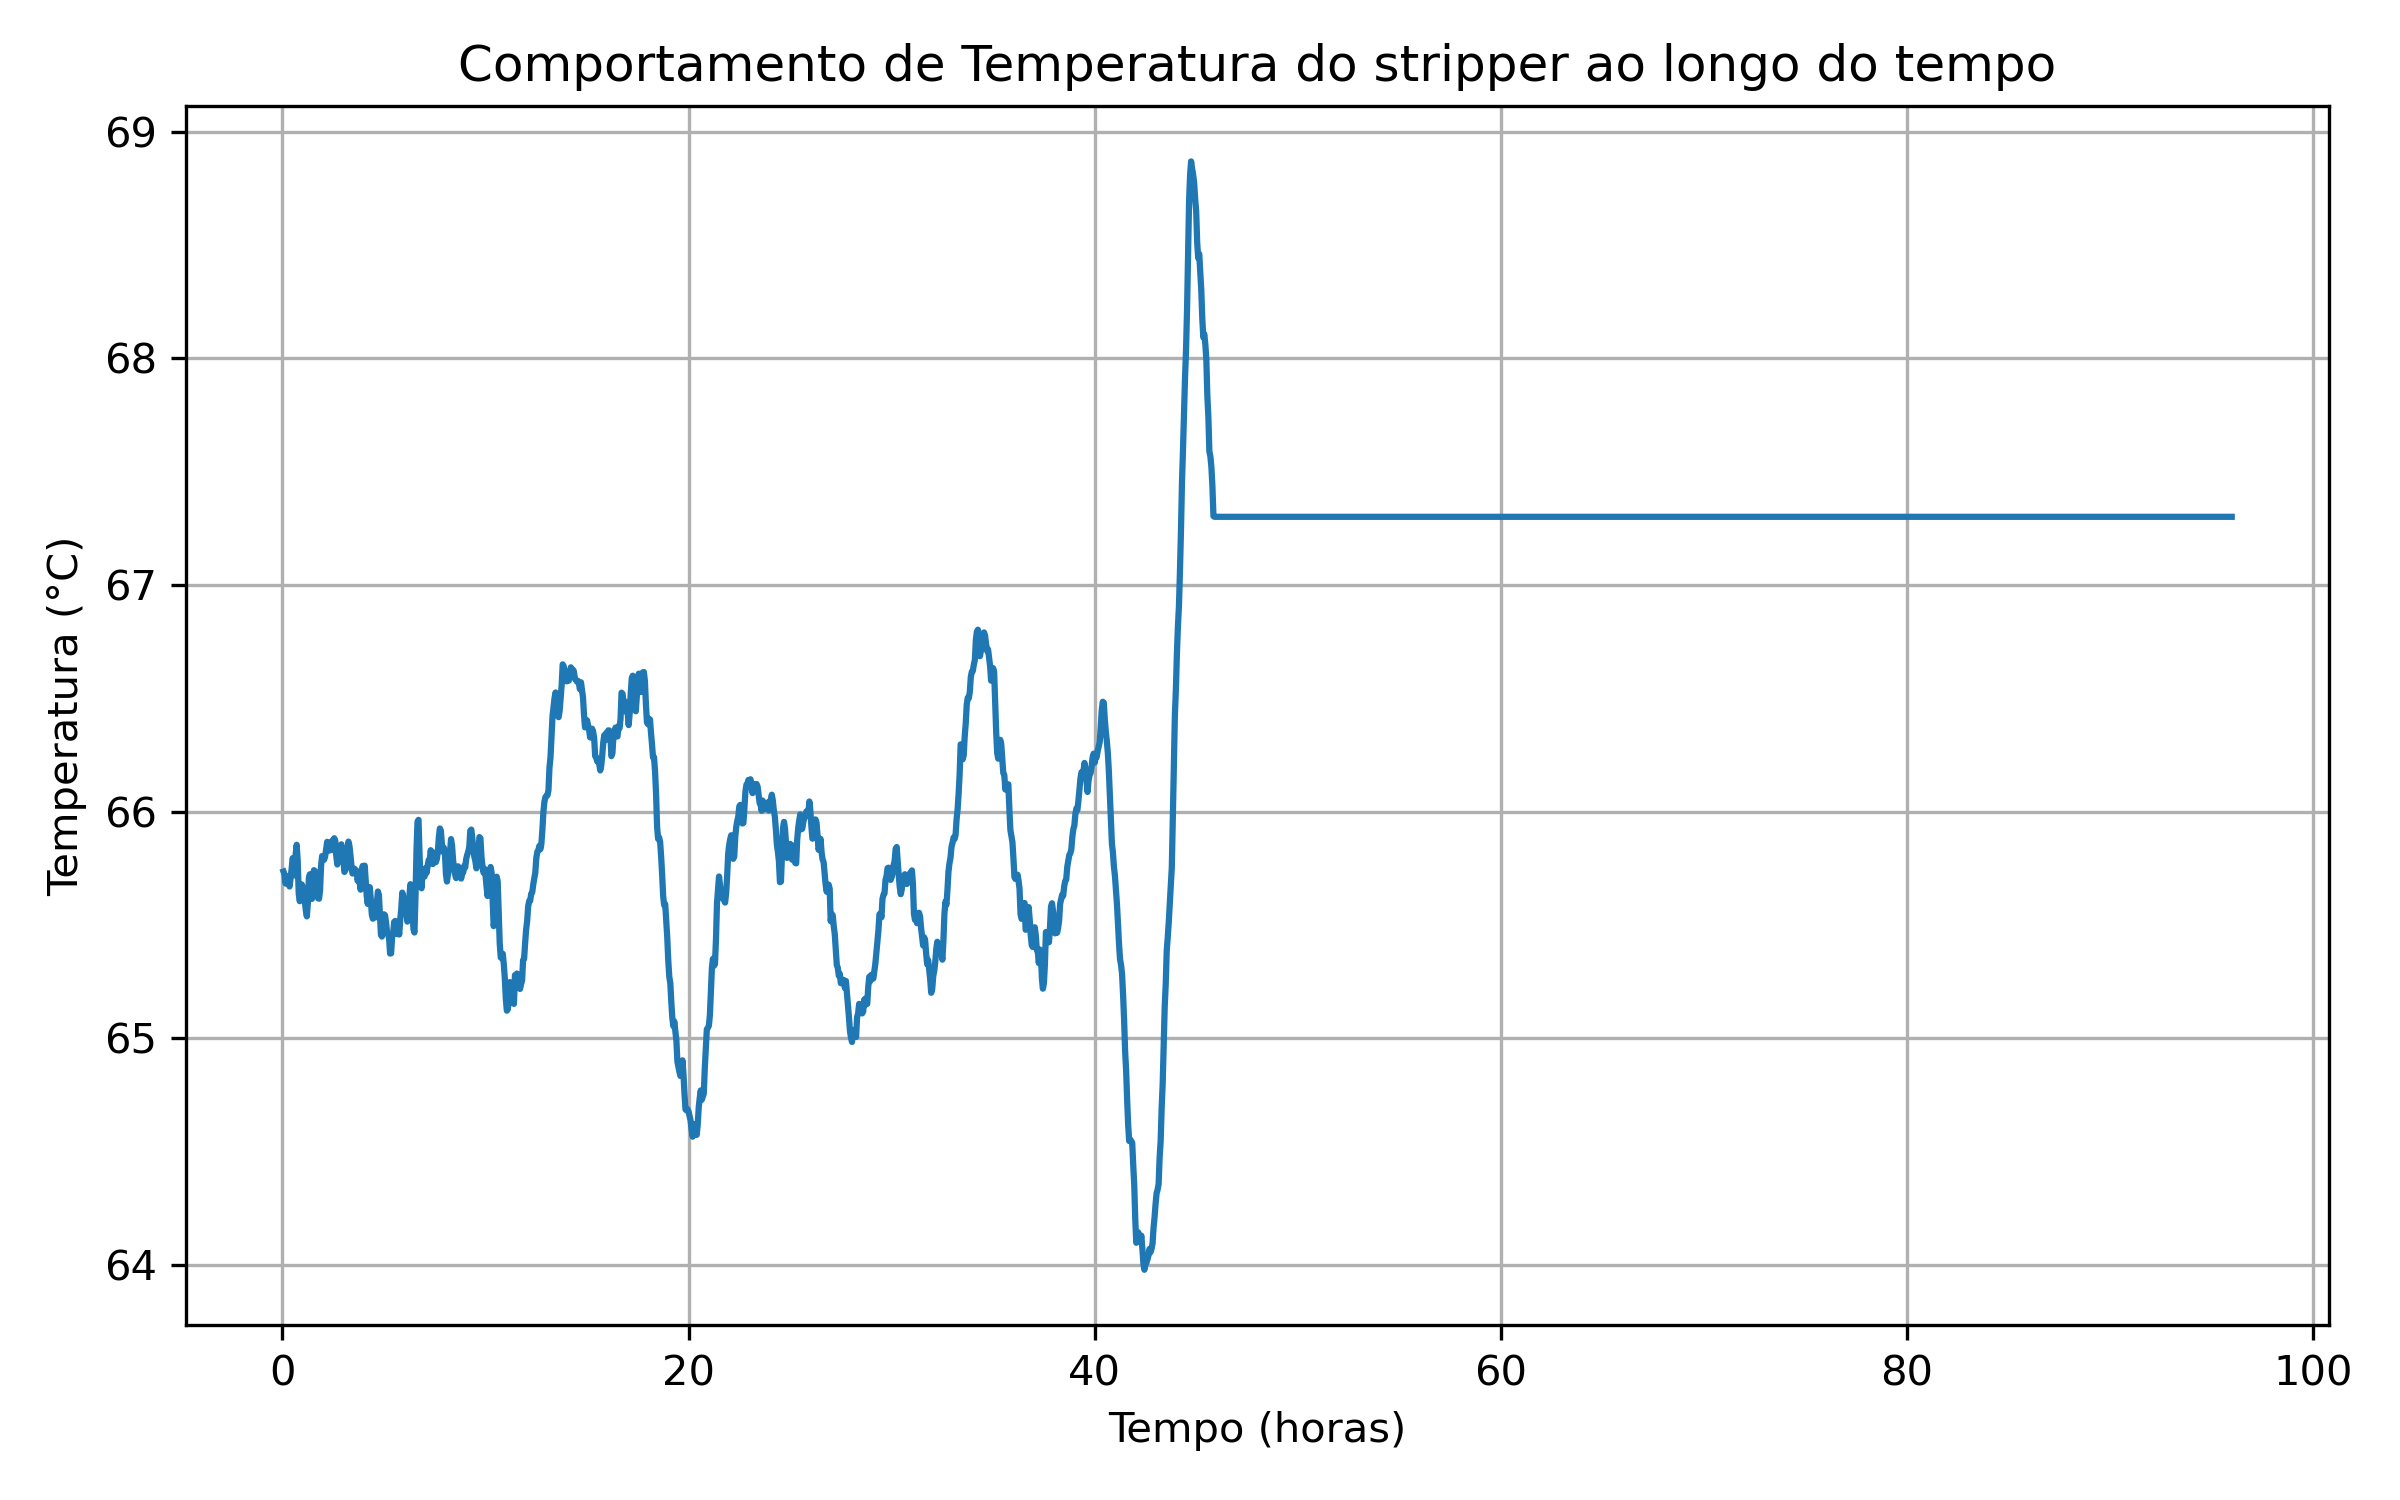 Comportamento de Temperatura do stripper ao longo do tempo
69
68
67
66
65
64
Temperatura (°C)
0 20 40 60 80 100
Tempo (horas)